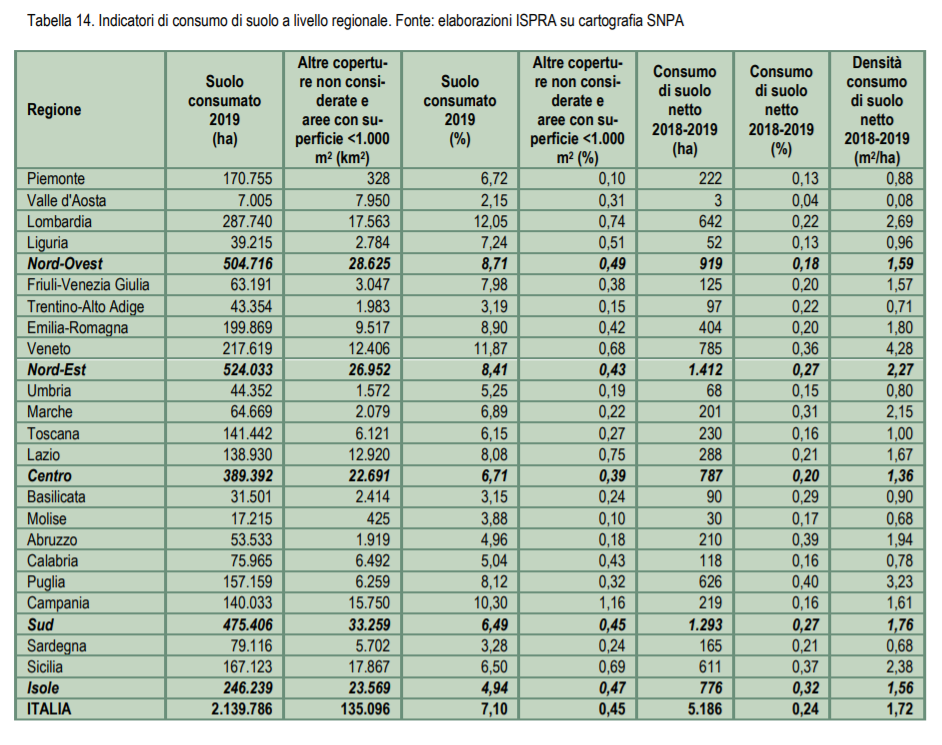 Tabella 14. Indicatori di consumo di suolo a livello regionale. Fonte: elaborazioni ISPRA su cartografia SNPA
Regione
Suolo
consumato
2019
(ha)
Altre copertu-
re non consi-
derate e
aree con su-
perficie <1.000
m² (km²)
Suolo
consumato
2019
(%)
Altre copertu-
re non consi-
derate e
aree con su-
perficie <1.000
m² (%)
Consumo
di suolo
netto
2018-2019
(ha)
Consumo
di suolo
netto
2018-2019
(%)
Densità
consumo
di suolo
netto
2018-2019
(m²/ha)
Piemonte 170.755 328 6,72 0,10 222 0,13 0,88
Valle d'Aosta 7.005 7.950 2,15 0,31 3 0,04 0,08
Lombardia 287.740 17.563 12,05 0,74 642 0,22 2,69
Liguria 39.215 2.784 7,24 0,51 52 0,13 0,96
Nord-Ovest 504.716 28.625 8,71 0,49 919 0,18 1,59
Friuli-Venezia Giulia 63.191 3.047 7,98 0,38 125 0,20 1,57
Trentino-Alto Adige 43.354 1.983 3,19 0,15 97 0,22 0,71
Emilia-Romagna 199.869 9.517 8,90 0,42 404 0,20 1,80
Veneto 217.619 12.406 11,87 0,68 785 0,36 4,28
Nord-Est 524.033 26.952 8,41 0,43 1.412 0,27 2,27
Umbria 44.352 1.572 5,25 0,19 68 0,15 0,80
Marche 64.669 2.079 6,89 0,22 201 0,31 2,15
Toscana 141.442 6.121 6,15 0,27 230 0,16 1,00
Lazio 138.930 12.920 8,08 0,75 288 0,21 1,67
Centro 389.392 22.691 6,71 0,39 787 0,20 1,36
Basilicata 31.501 2.414 3,15 0,24 90 0,29 0,90
Molise 17.215 425 3,88 0,10 30 0,17 0,68
Abruzzo 53.533 1.919 4,96 0,18 210 0,39 1,94
Calabria 75.965 6.492 5,04 0,43 118 0,16 0,78
Puglia 157.159 6.259 8,12 0,32 626 0,40 3,23
Campania 140.033 15.750 10,30 1,16 219 0,16 1,61
Sud 475.406 33.259 6,49 0,45 1.293 0,27 1,76
Sardegna 79.116 5.702 3,28 0,24 165 0,21 0,68
Sicilia 167.123 17.867 6,50 0,69 611 0,37 2,38
Isole 246.239 23.569 4,94 0,47 776 0,32 1,56
ITALIA 2.139.786 135.096 7,10 0,45 5.186 0,24 1,72